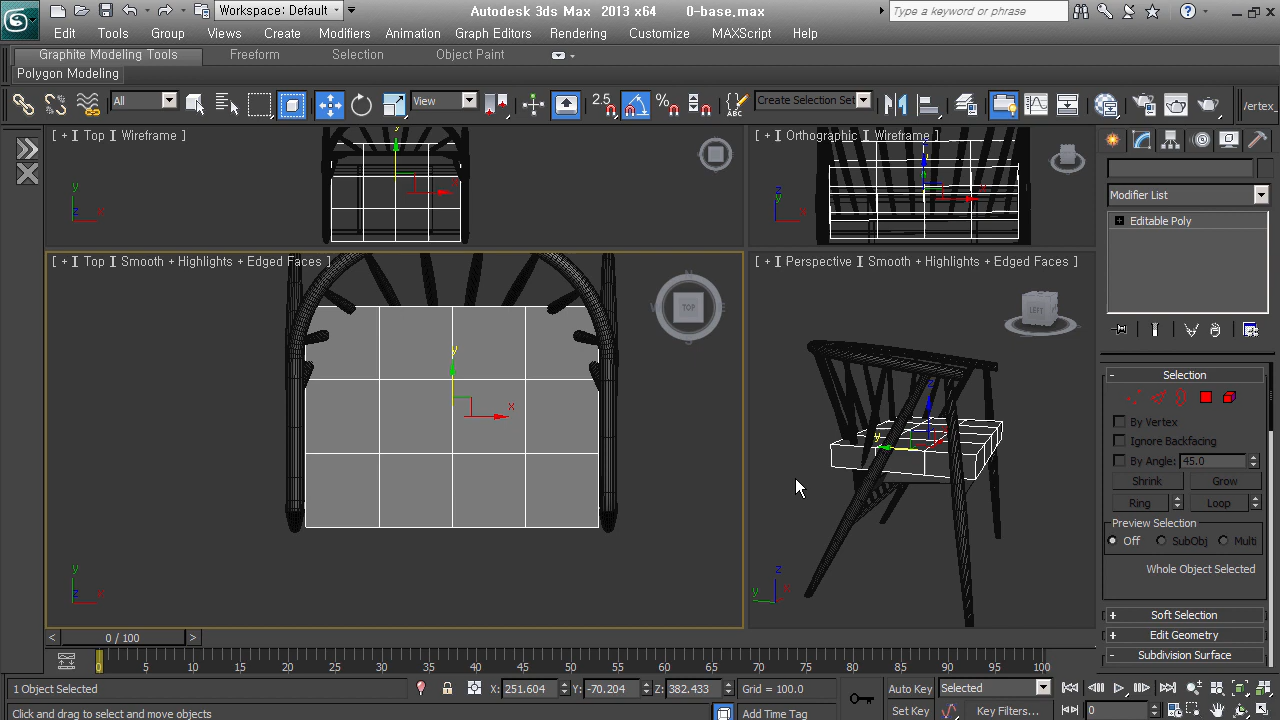 Workspace: Default
Autodesk 3ds Max 2013 x64 0-base.max
Type a keyword or phrase
Edit Tools Group Views Create Modifiers Animation Graph Editors Rendering Customize MAXScript Help
Graphite Modeling Tools Freeform Selection Object Paint
Polygon Modeling
All View 2.5 ABC Create Selection Set /ertex
[ + ] Top ] Wireframe ]
[ + ] Orthographic ] Wireframe ]
Modifier List
Editable Poly
[ + ] Top ] Smooth + Highlights + Edged Faces ]
[ + ] Perspective ] Smooth + Highlights + Edged Faces ]
TOP
LEFT
- Selection
By Vertex
Ignore Backfacing
By Angle: 45.0
Shrink Grow
Ring Loop
Preview Selection
Off SubObj Multi
Whole Object Selected
+ Soft Selection
+ Edit Geometry
- Subdivision Surface
< 0 / 100 >
0 5 10 15 20 25 30 35 40 45 50 55 60 65 70 75 80 85 90 95 100
1 Object Selected X: 251.604 Y: -70.204 Z: 382.433 Grid = 100.0 Auto Key Selected
Click and drag to select and move objects Add Time Tag Set Key Key Filters... 0